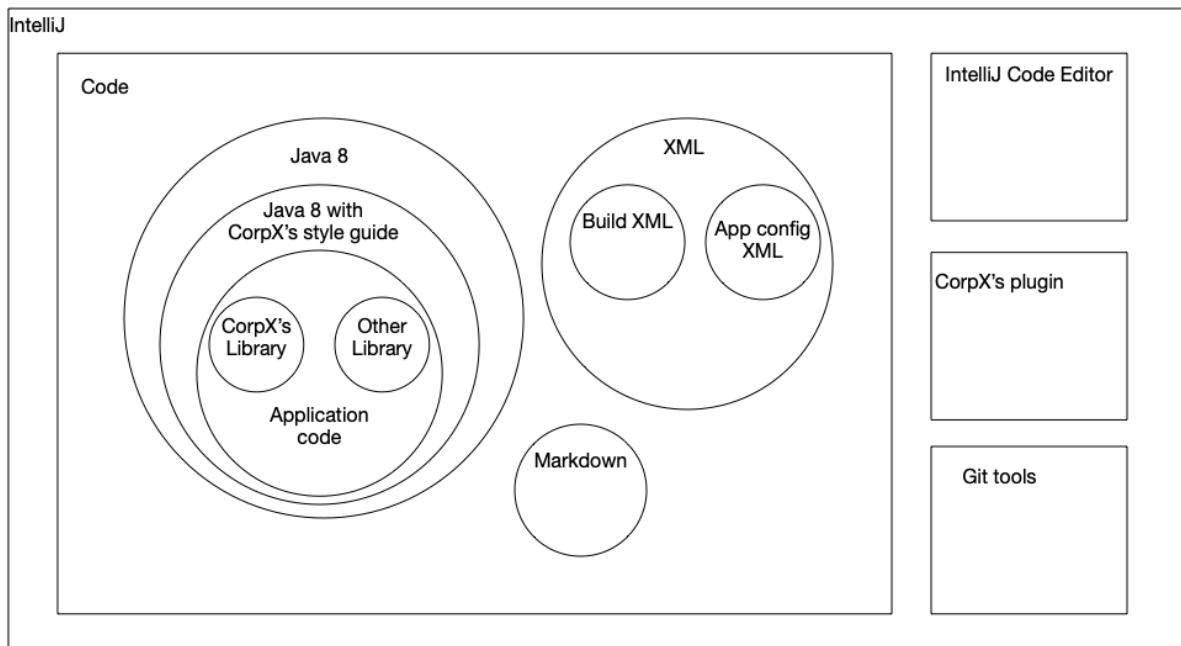 IntelliJ
Code
Java 8
Java 8 with
CorpX’s style guide
CorpX’s
Library
Other
Library
Application
code
XML
Build XML
App config
XML
Markdown
IntelliJ Code Editor
CorpX’s plugin
Git tools